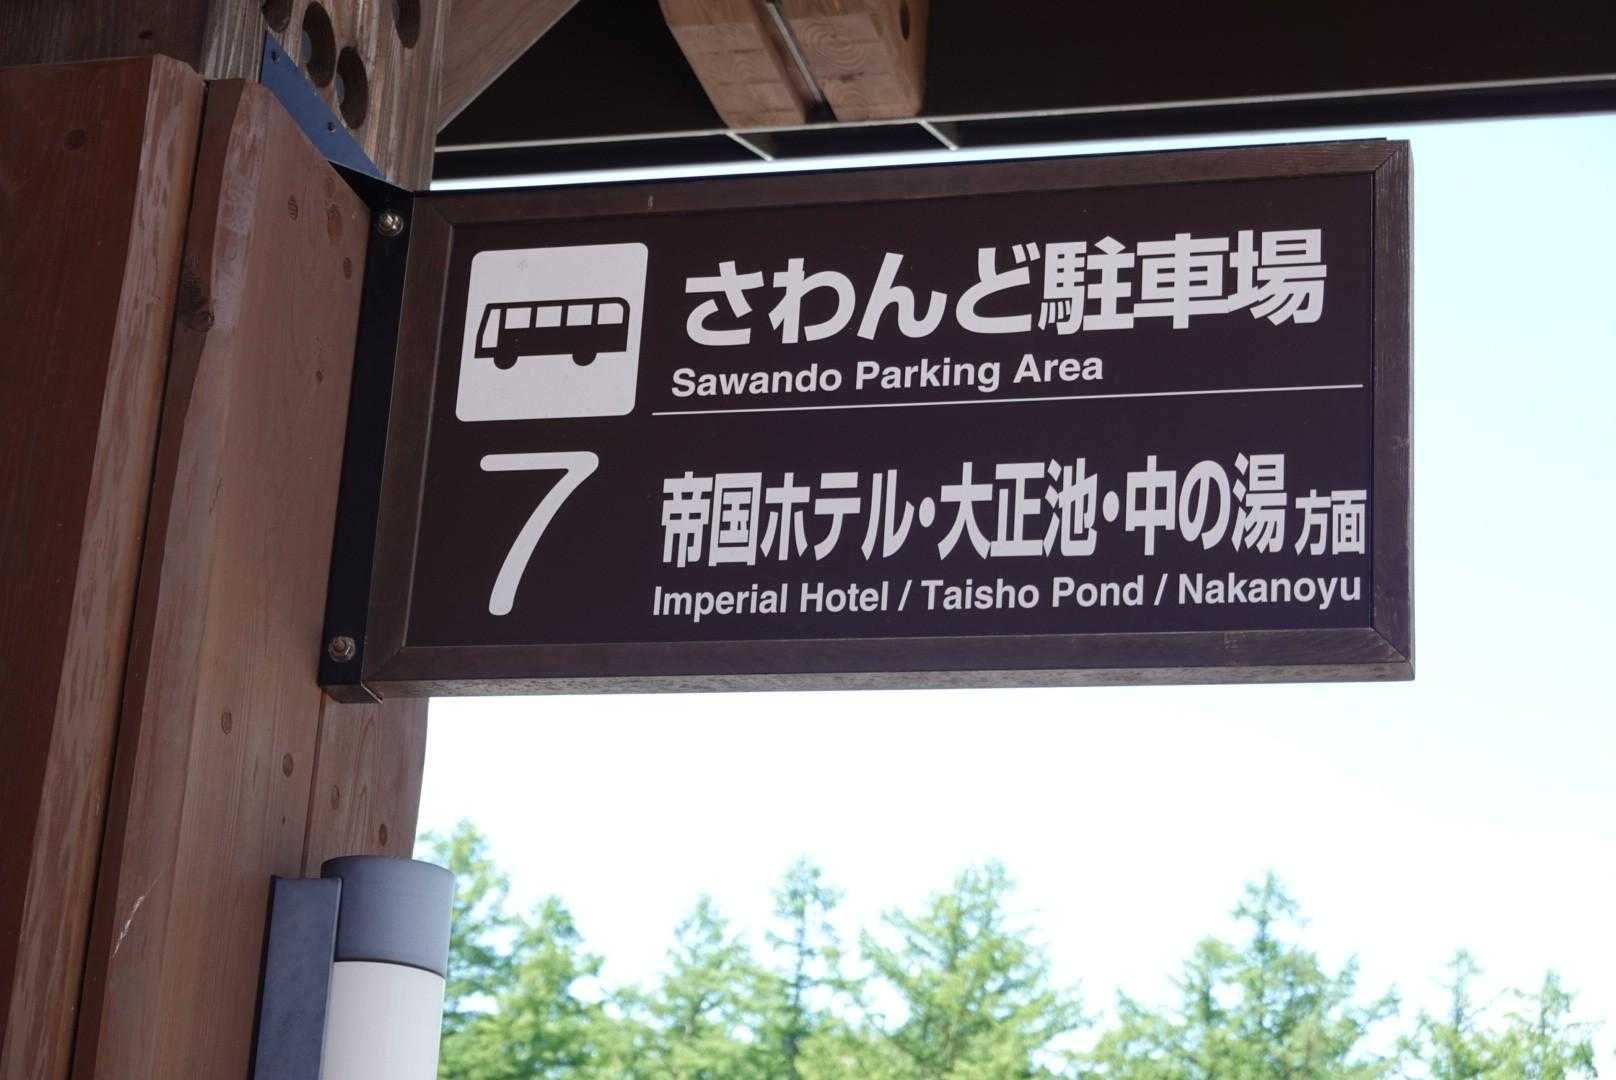 さわんど駐車場
Sawando Parking Area
7
帝国ホテル・大正池・中の湯 方面
Imperial Hotel / Taisho Pond / Nakanoyu